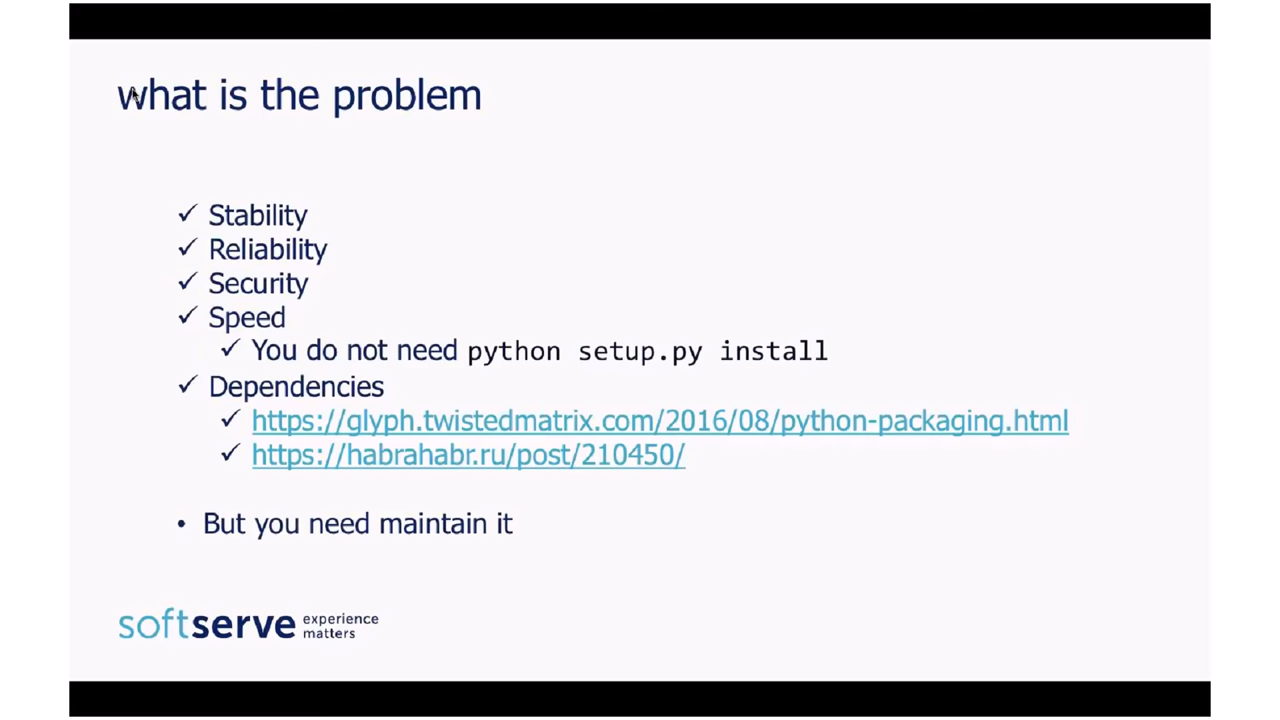 what is the problem
✓ Stability
✓ Reliability
✓ Security
✓ Speed
✓ You do not need python setup.py install
✓ Dependencies
✓ https://glyph.twistedmatrix.com/2016/08/python-packaging.html
✓ https://habrahabr.ru/post/210450/
• But you need maintain it
softserve experience
matters